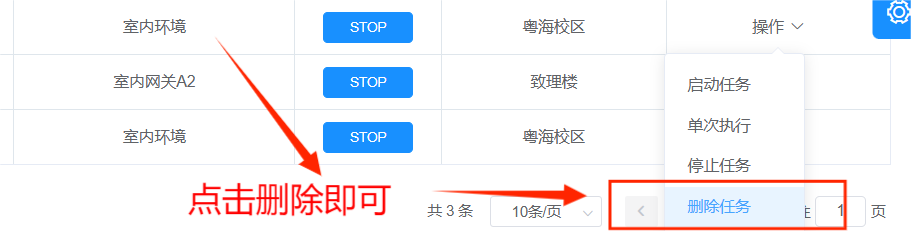 室内环境 STOP 粤海校区 操作
室内网关A2 STOP 致理楼
室内环境 STOP 粤海校区
启动任务
单次执行
停止任务
删除任务
点击删除即可
共 3 条 10条/页 1 页